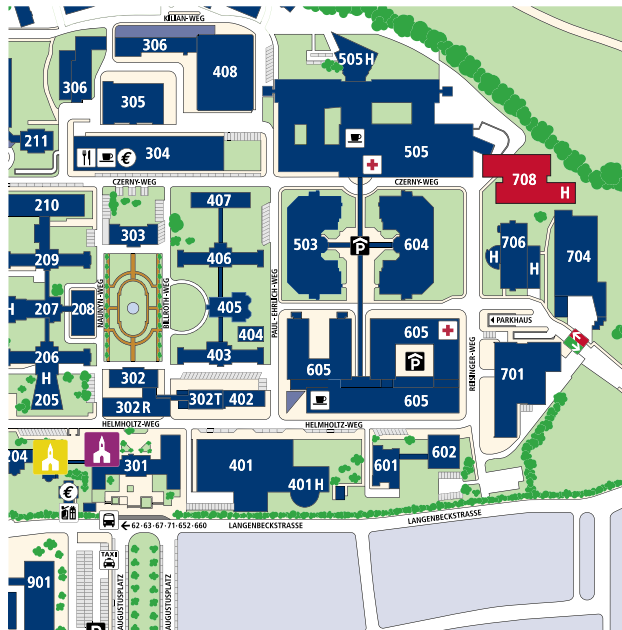 KILIAN-WEG
306
505 H
408
306
305
211
304
€
505
CZERNY-WEG
CZERNY-WEG
708
H
210
407
303
503
604
706
H
H
704
209
406
NAUNYN-WEG
BILLROTH-WEG
PAUL-EHRLICH-WEG
P
H
207
208
405
404
PARKHAUS
605
206
403
605
P
REISINGER-WEG
701
H
205
302
302 R
302T
402
605
HELMHOLTZ-WEG
HELMHOLTZ-WEG
204
301
401
401 H
601
602
€
62·63·67·71·652·660
LANGENBECKSTRASSE
LANGENBECKSTRASSE
TAXI
901
AUGUSTUSPLATZ
AUGUSTUSPLATZ
P